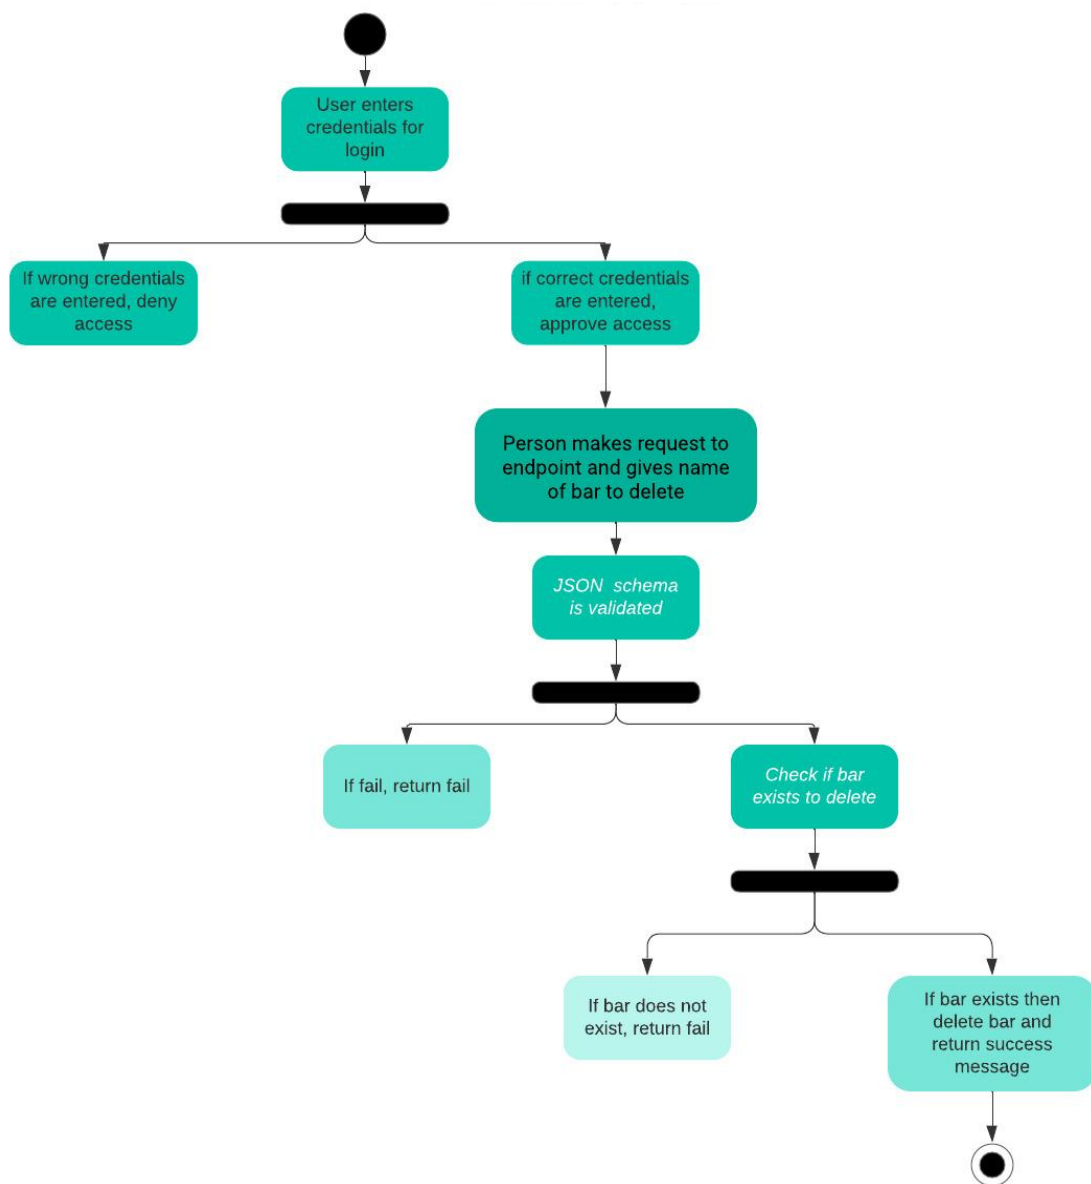 User enters
credentials for
login
If wrong credentials
are entered, deny
access
if correct credentials
are entered,
approve access
Person makes request to
endpoint and gives name
of bar to delete
JSON schema
is validated
If fail, return fail
Check if bar
exists to delete
If bar does not
exist, return fail
If bar exists then
delete bar and
return success
message